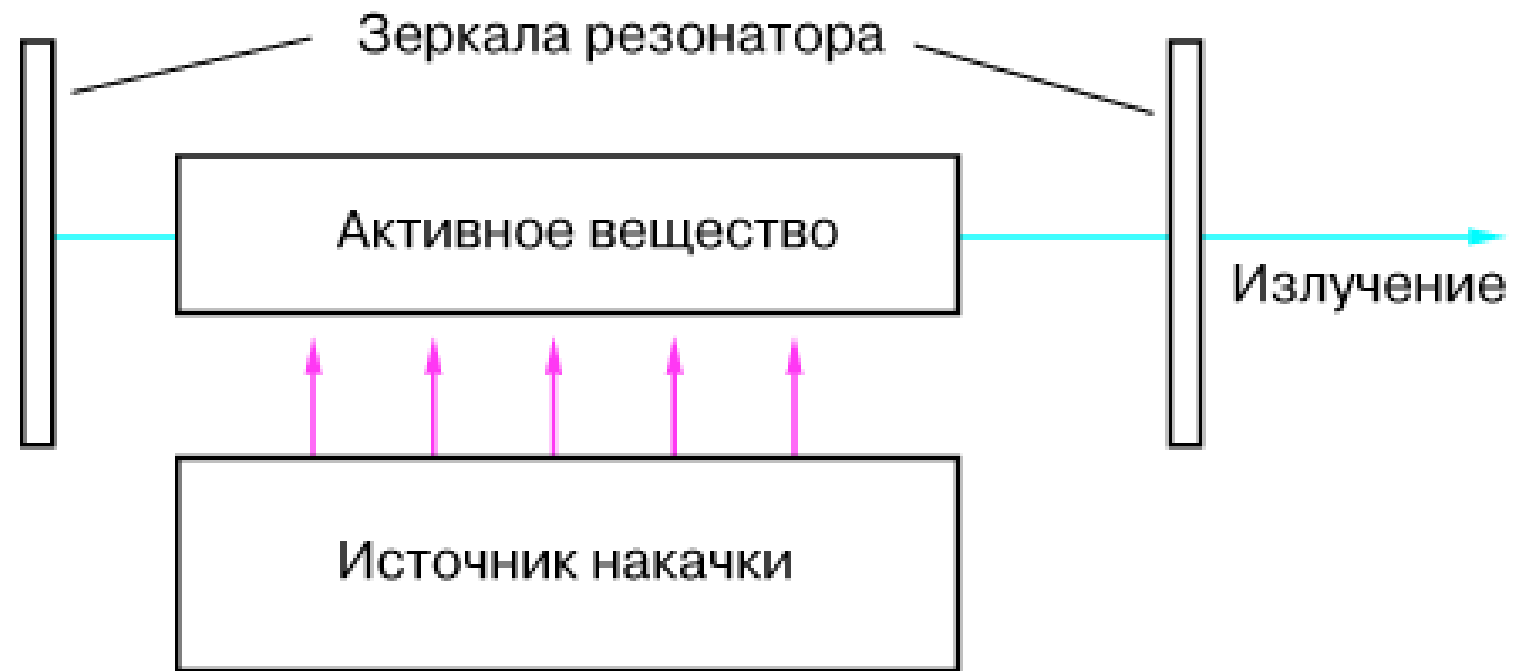 Зеркала резонатора
Активное вещество
Излучение
Источник накачки